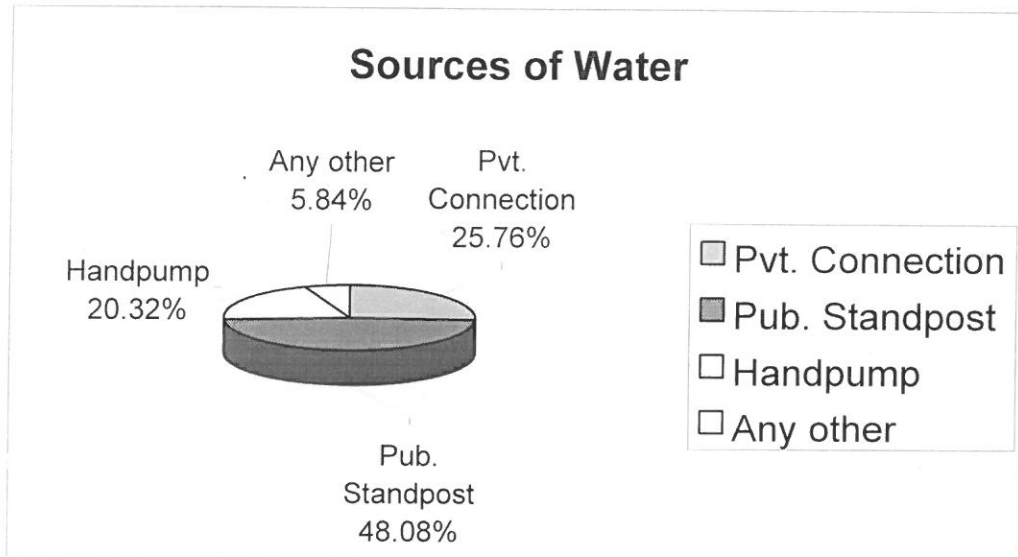 Sources of Water
Any other
5.84%
Pvt.
Connection
25.76%
Handpump
20.32%
Pub.
Standpost
48.08%
Pvt. Connection
Pub. Standpost
Handpump
Any other